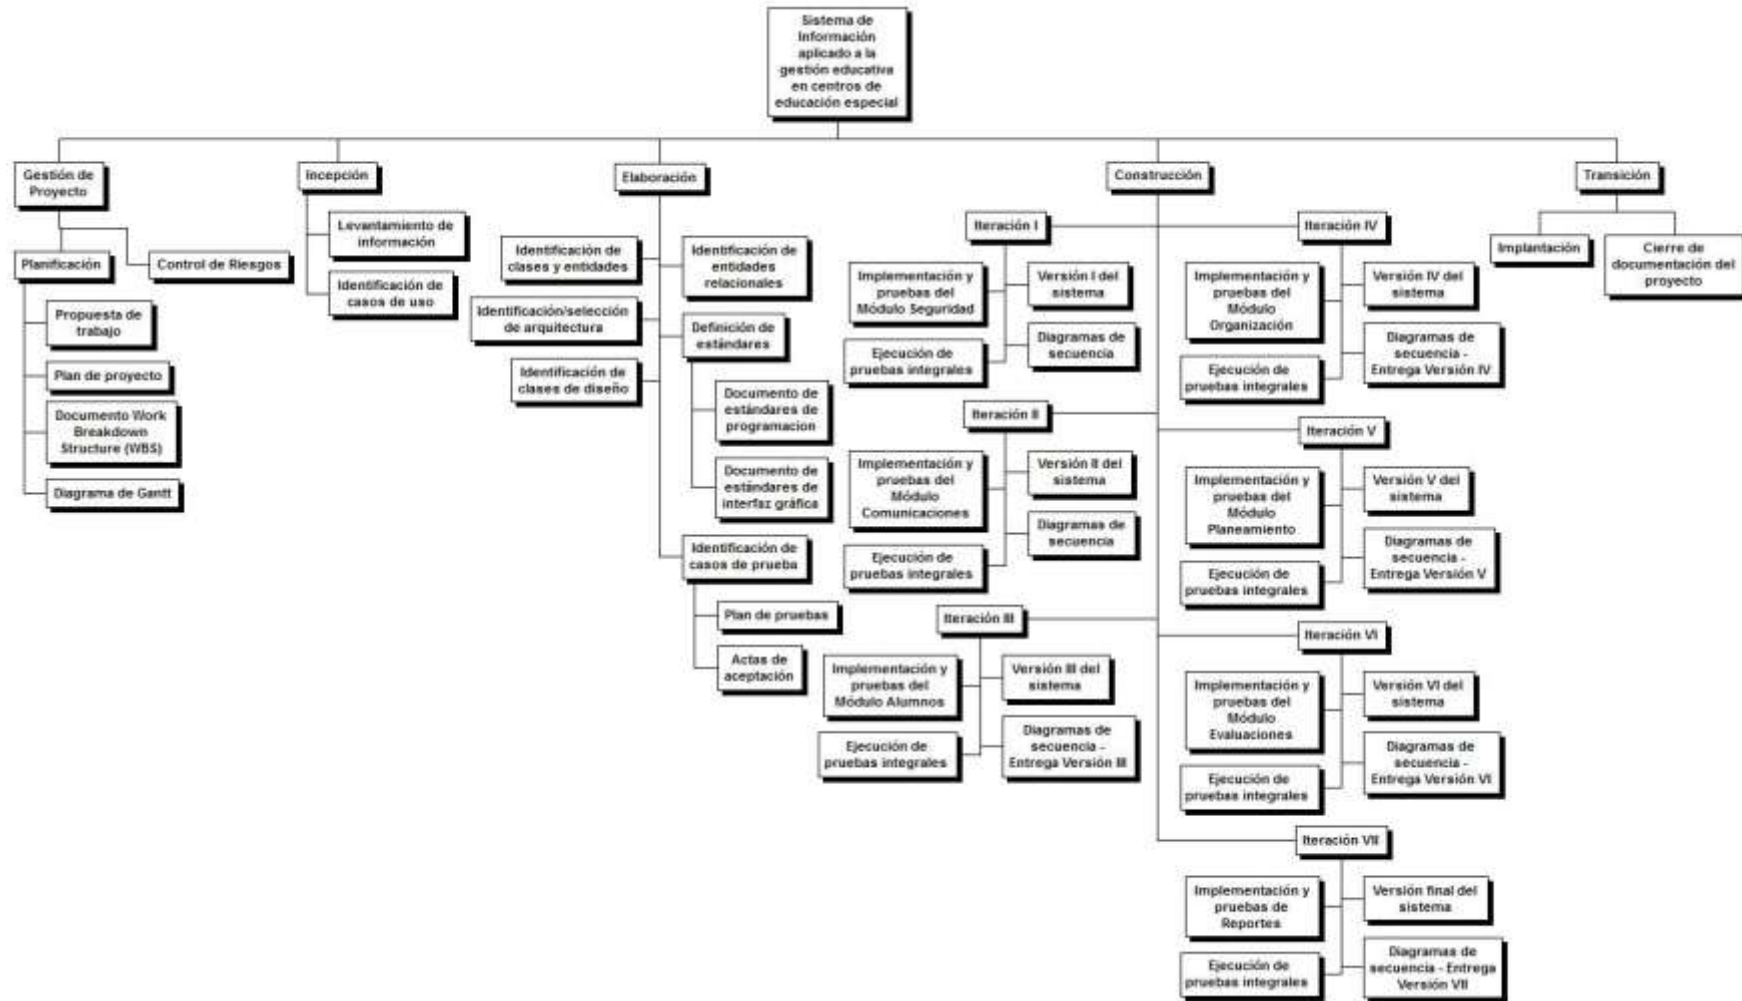 Sistema de
Información
aplicado a la
gestión educativa
en centros de
educación especial
Gestión de
Proyecto
Planificación
Control de Riesgos
Propuesta de
trabajo
Plan de proyecto
Documento Work
Breakdown
Structure (WBS)
Diagrama de Gantt
Incepción
Levantamiento de
información
Identificación de
casos de uso
Elaboración
Identificación de
clases y entidades
Identificación de
entidades
relacionales
Identificación/selección
de arquitectura
Definición de
estándares
Identificación de
clases de diseño
Documento de
estándares de
programacion
Documento de
estándares de
interfaz gráfica
Identificación de
casos de prueba
Plan de pruebas
Actas de
aceptación
Construcción
Iteración I
Implementación y
pruebas del
Módulo Seguridad
Versión I del
sistema
Ejecución de
pruebas integrales
Diagramas de
secuencia
Iteración II
Implementación y
pruebas del
Módulo
Comunicaciones
Versión II del
sistema
Ejecución de
pruebas integrales
Diagramas de
secuencia
Iteración III
Implementación y
pruebas del
Módulo Alumnos
Versión III del
sistema
Ejecución de
pruebas integrales
Diagramas de
secuencia -
Entrega Versión III
Iteración IV
Implementación y
pruebas del
Módulo
Organización
Versión IV del
sistema
Ejecución de
pruebas integrales
Diagramas de
secuencia -
Entrega Versión IV
Iteración V
Implementación y
pruebas del
Módulo
Planeamiento
Versión V del
sistema
Ejecución de
pruebas integrales
Diagramas de
secuencia -
Entrega Versión V
Iteración VI
Implementación y
pruebas del
Módulo
Evaluaciones
Versión VI del
sistema
Ejecución de
pruebas integrales
Diagramas de
secuencia -
Entrega Versión VI
Iteración VII
Implementación y
pruebas de
Reportes
Versión final del
sistema
Ejecución de
pruebas integrales
Diagramas de
secuencia - Entrega
Versión VII
Transición
Implantación
Cierre de
documentación del
proyecto